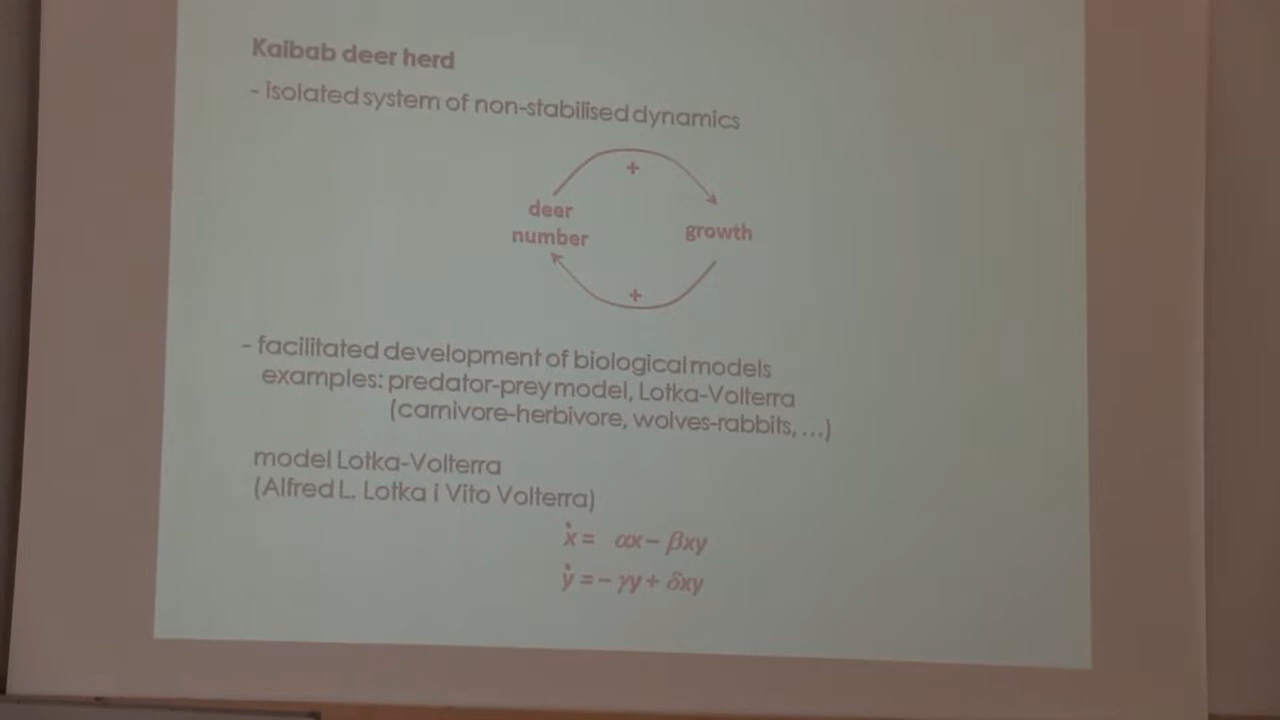 Kaibab deer herd
- isolated system of non-stabilised dynamics
+
deer
number
growth
+
- facilitated development of biological models
examples: predator-prey model, Lotka-Volterra
(carnivore-herbivore, wolves-rabbits, ...)
model Lotka-Volterra
(Alfred L. Lotka i Vito Volterra)
ẋ = αx − βxy
ẏ = − γy + δxy